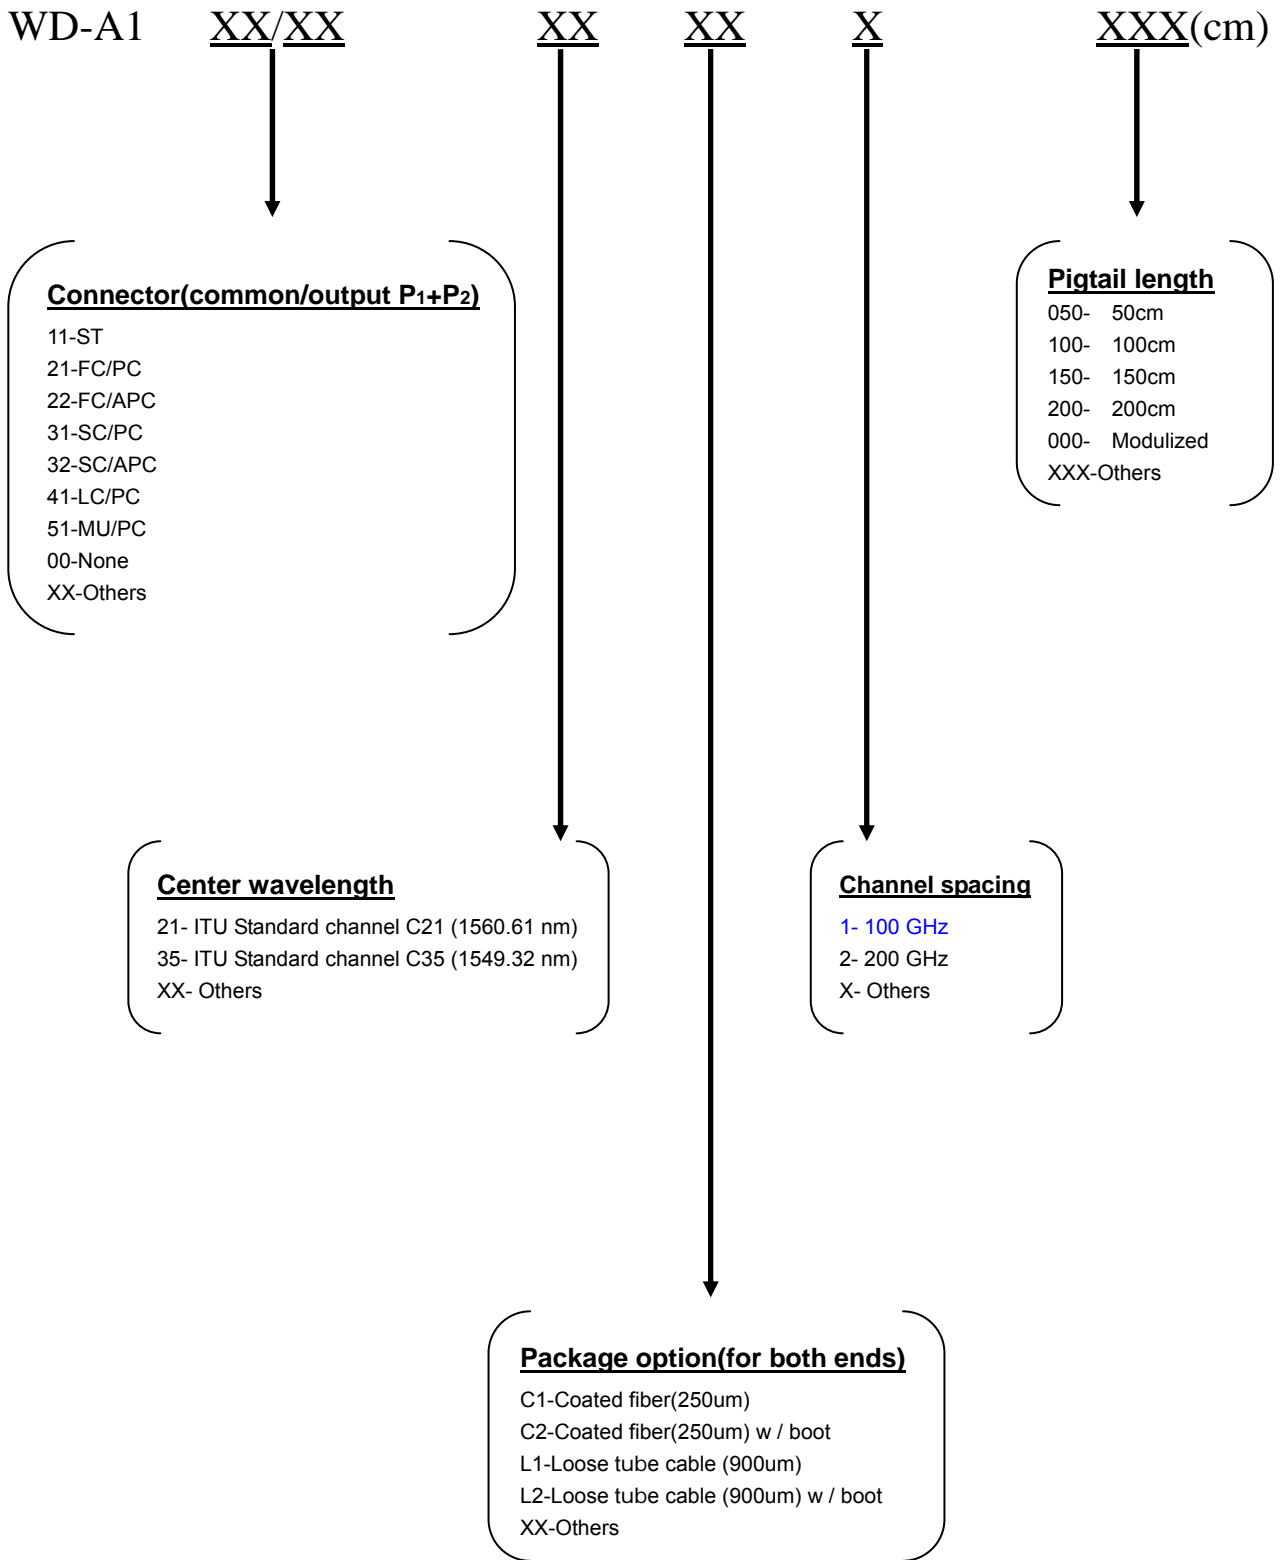 WD-A1 XX/XX XX XX X XXX(cm)
Connector(common/output P1+P2)
11-ST
21-FC/PC
22-FC/APC
31-SC/PC
32-SC/APC
41-LC/PC
51-MU/PC
00-None
XX-Others
Pigtail length
050- 50cm
100- 100cm
150- 150cm
200- 200cm
000- Modulized
XXX-Others
Center wavelength
21- ITU Standard channel C21 (1560.61 nm)
35- ITU Standard channel C35 (1549.32 nm)
XX- Others
Channel spacing
1- 100 GHz
2- 200 GHz
X- Others
Package option(for both ends)
C1-Coated fiber(250um)
C2-Coated fiber(250um) w / boot
L1-Loose tube cable (900um)
L2-Loose tube cable (900um) w / boot
XX-Others